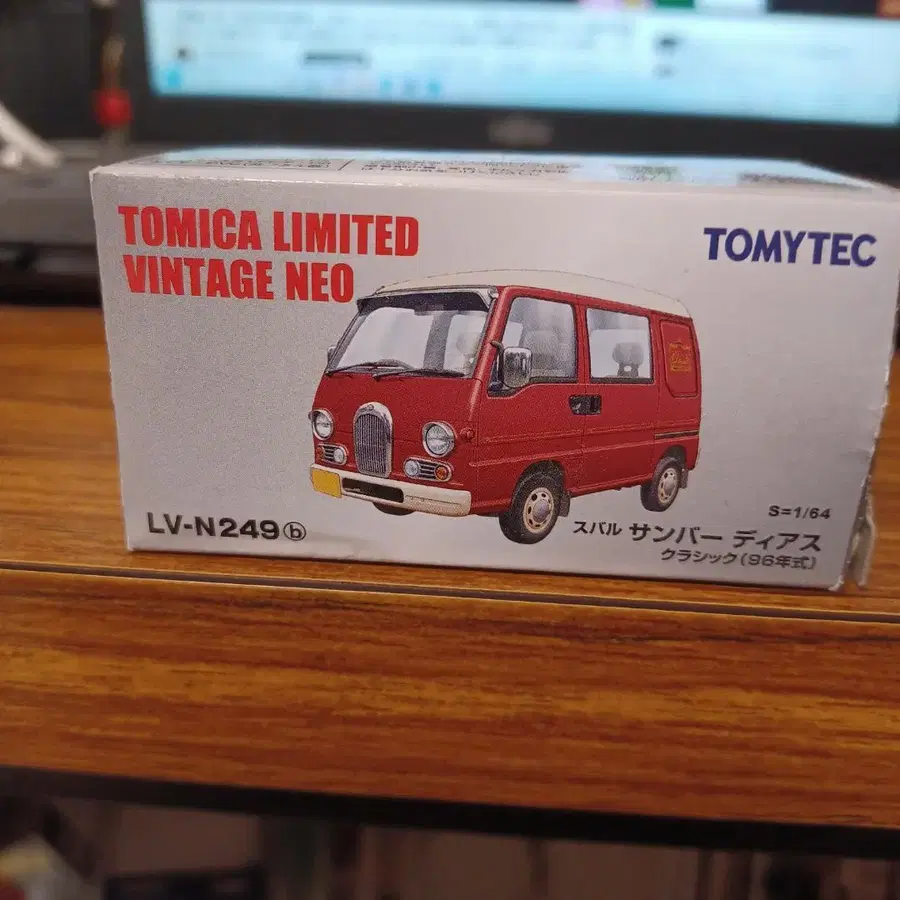 TOMICA LIMITED
VINTAGE NEO
TOMYTEC
S=1/64
LV-N249ⓑ
スバル サンバー ディアス
クラシック(96年式)